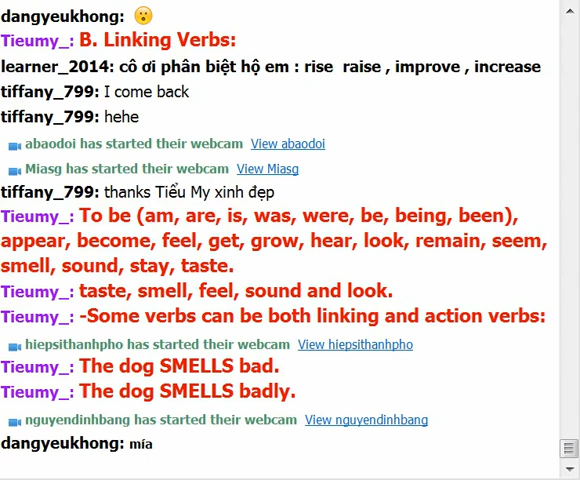 dangyeukhong: 😮
Tieumy_: B. Linking Verbs:
learner_2014: cô ơi phân biệt hộ em : rise raise , improve , increase
tiffany_799: I come back
tiffany_799: hehe
abaodoi has started their webcam View abaodoi
Miasg has started their webcam View Miasg
tiffany_799: thanks Tiểu My xinh đẹp
Tieumy_: To be (am, are, is, was, were, be, being, been),
appear, become, feel, get, grow, hear, look, remain, seem,
smell, sound, stay, taste.
Tieumy_: taste, smell, feel, sound and look.
Tieumy_: -Some verbs can be both linking and action verbs:
hiepsithanhpho has started their webcam View hiepsithanhpho
Tieumy_: The dog SMELLS bad.
Tieumy_: The dog SMELLS badly.
nguyendinhbang has started their webcam View nguyendinhbang
dangyeukhong: mía